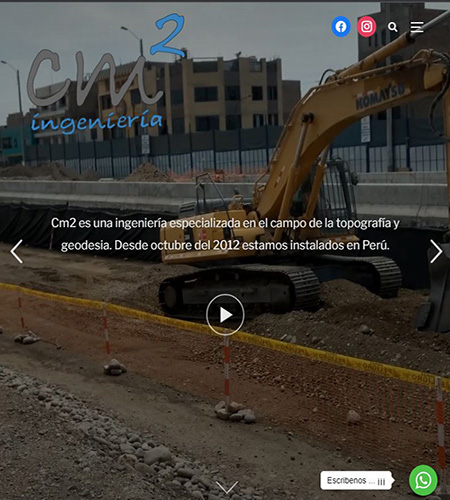 cm2
ingeniería
KOMATSU
Cm2 es una ingeniería especializada en el campo de la topografía y
geodesia. Desde octubre del 2012 estamos instalados en Perú.
Escribenos ... ¡¡¡